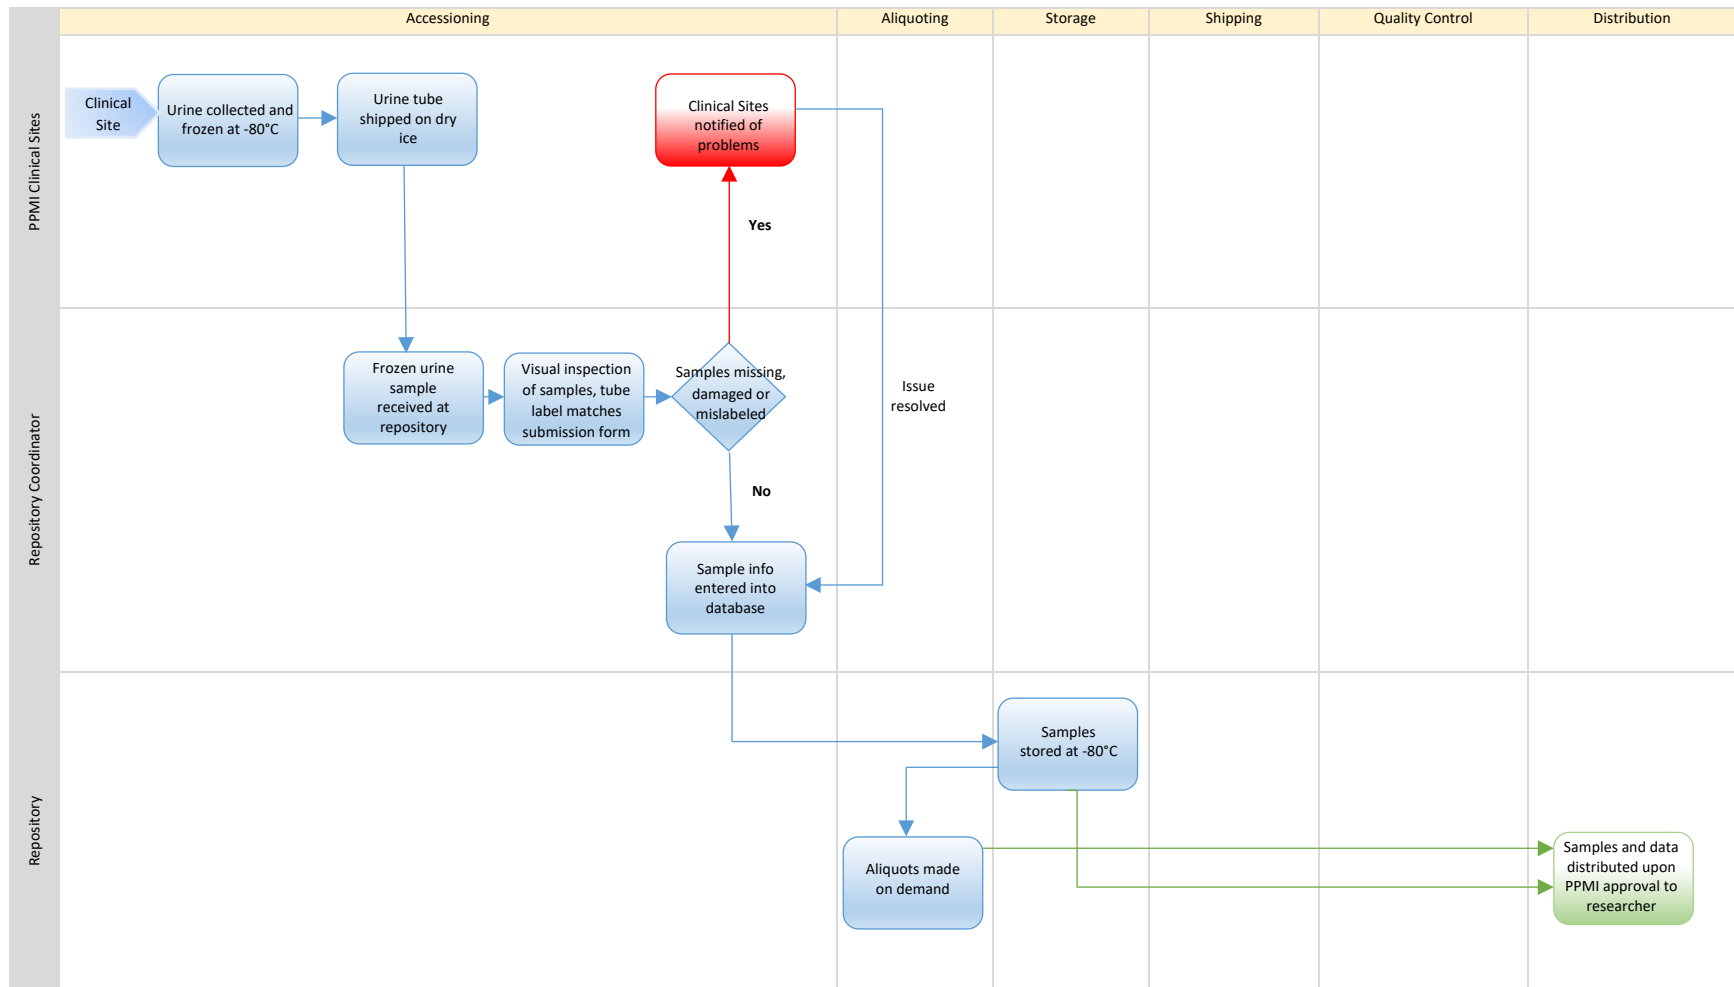 Accessioning
Aliquoting
Storage
Shipping
Quality Control
Distribution
PPMI Clinical Sites
Clinical
Site
Urine collected and
frozen at -80°C
Urine tube
shipped on dry
ice
Clinical Sites
notified of
problems
Yes
Repository Coordinator
Frozen urine
sample
received at
repository
Visual inspection
of samples, tube
label matches
submission form
Samples missing,
damaged or
mislabeled
Issue
resolved
No
Sample info
entered into
database
Repository
Samples
stored at -80°C
Aliquots made
on demand
Samples and data
distributed upon
PPMI approval to
researcher